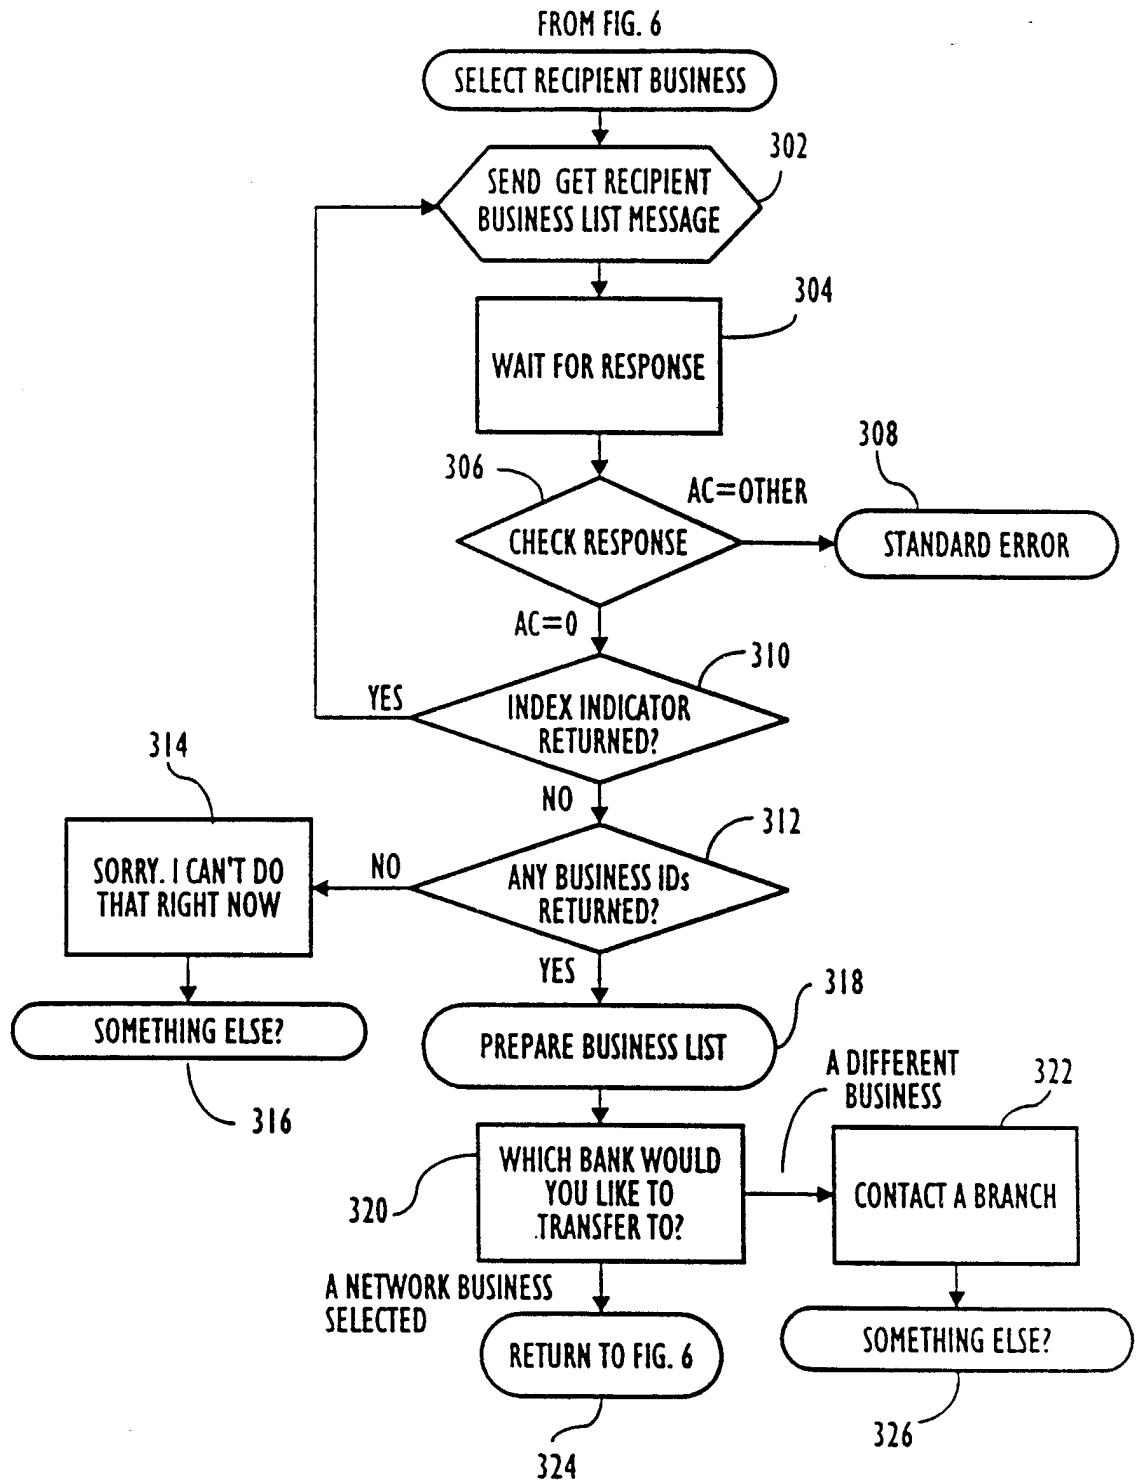 FROM FIG. 6
SELECT RECIPIENT BUSINESS
302
SEND GET RECIPIENT
BUSINESS LIST MESSAGE
304
WAIT FOR RESPONSE
306
308
AC=OTHER
CHECK RESPONSE
STANDARD ERROR
AC=0
310
YES
INDEX INDICATOR
RETURNED?
314
NO
312
SORRY. I CAN'T DO
THAT RIGHT NOW
NO
ANY BUSINESS IDs
RETURNED?
YES
318
SOMETHING ELSE?
PREPARE BUSINESS LIST
316
A DIFFERENT
BUSINESS
322
320
WHICH BANK WOULD
YOU LIKE TO
TRANSFER TO?
CONTACT A BRANCH
A NETWORK BUSINESS
SELECTED
RETURN TO FIG. 6
SOMETHING ELSE?
324
326